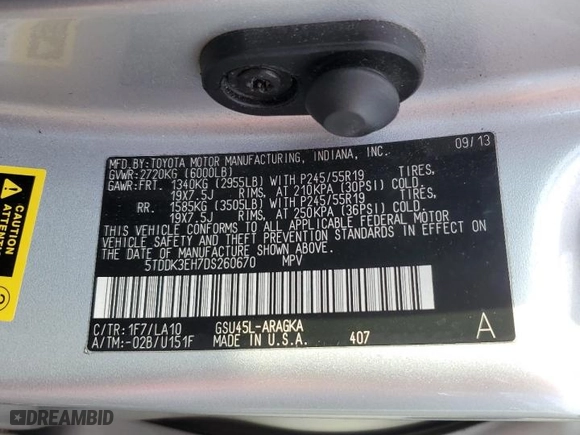 09/13
MFD.BY:TOYOTA MOTOR MANUFACTURING, INDIANA, INC.
GVWR:2720KG (6000LB)
GAWR:FRT. 1340KG (2955LB) WITH P245/55R19 TIRES,
19X7.5J RIMS, AT 210KPA (30PSI) COLD.
RR. 1585KG (3505LB) WITH P245/55R19 TIRES,
19X7.5J RIMS, AT 250KPA (36PSI) COLD.
THIS VEHICLE CONFORMS TO ALL APPLICABLE FEDERAL MOTOR
VEHICLE SAFETY STANDARDS IN EFFECT ON
THE DATE OF MANUFACTURE SHOWN ABOVE.
5TDDK3EH7DS260670 MPV
C/TR:1F7/LA10 GSU45L-ARAGKA
A/TM:-02B/U151F MADE IN U.S.A. 407 A
CAUTION
ATTENTION
DREAMBID